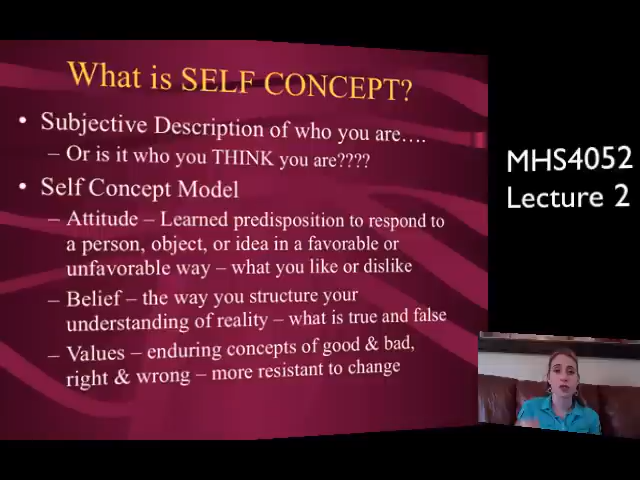 What is SELF CONCEPT?
• Subjective Description of who you are….
– Or is it who you THINK you are????
• Self Concept Model
– Attitude – Learned predisposition to respond to
a person, object, or idea in a favorable or
unfavorable way – what you like or dislike
– Belief – the way you structure your
understanding of reality – what is true and false
– Values – enduring concepts of good & bad,
right & wrong – more resistant to change
MHS4052
Lecture 2